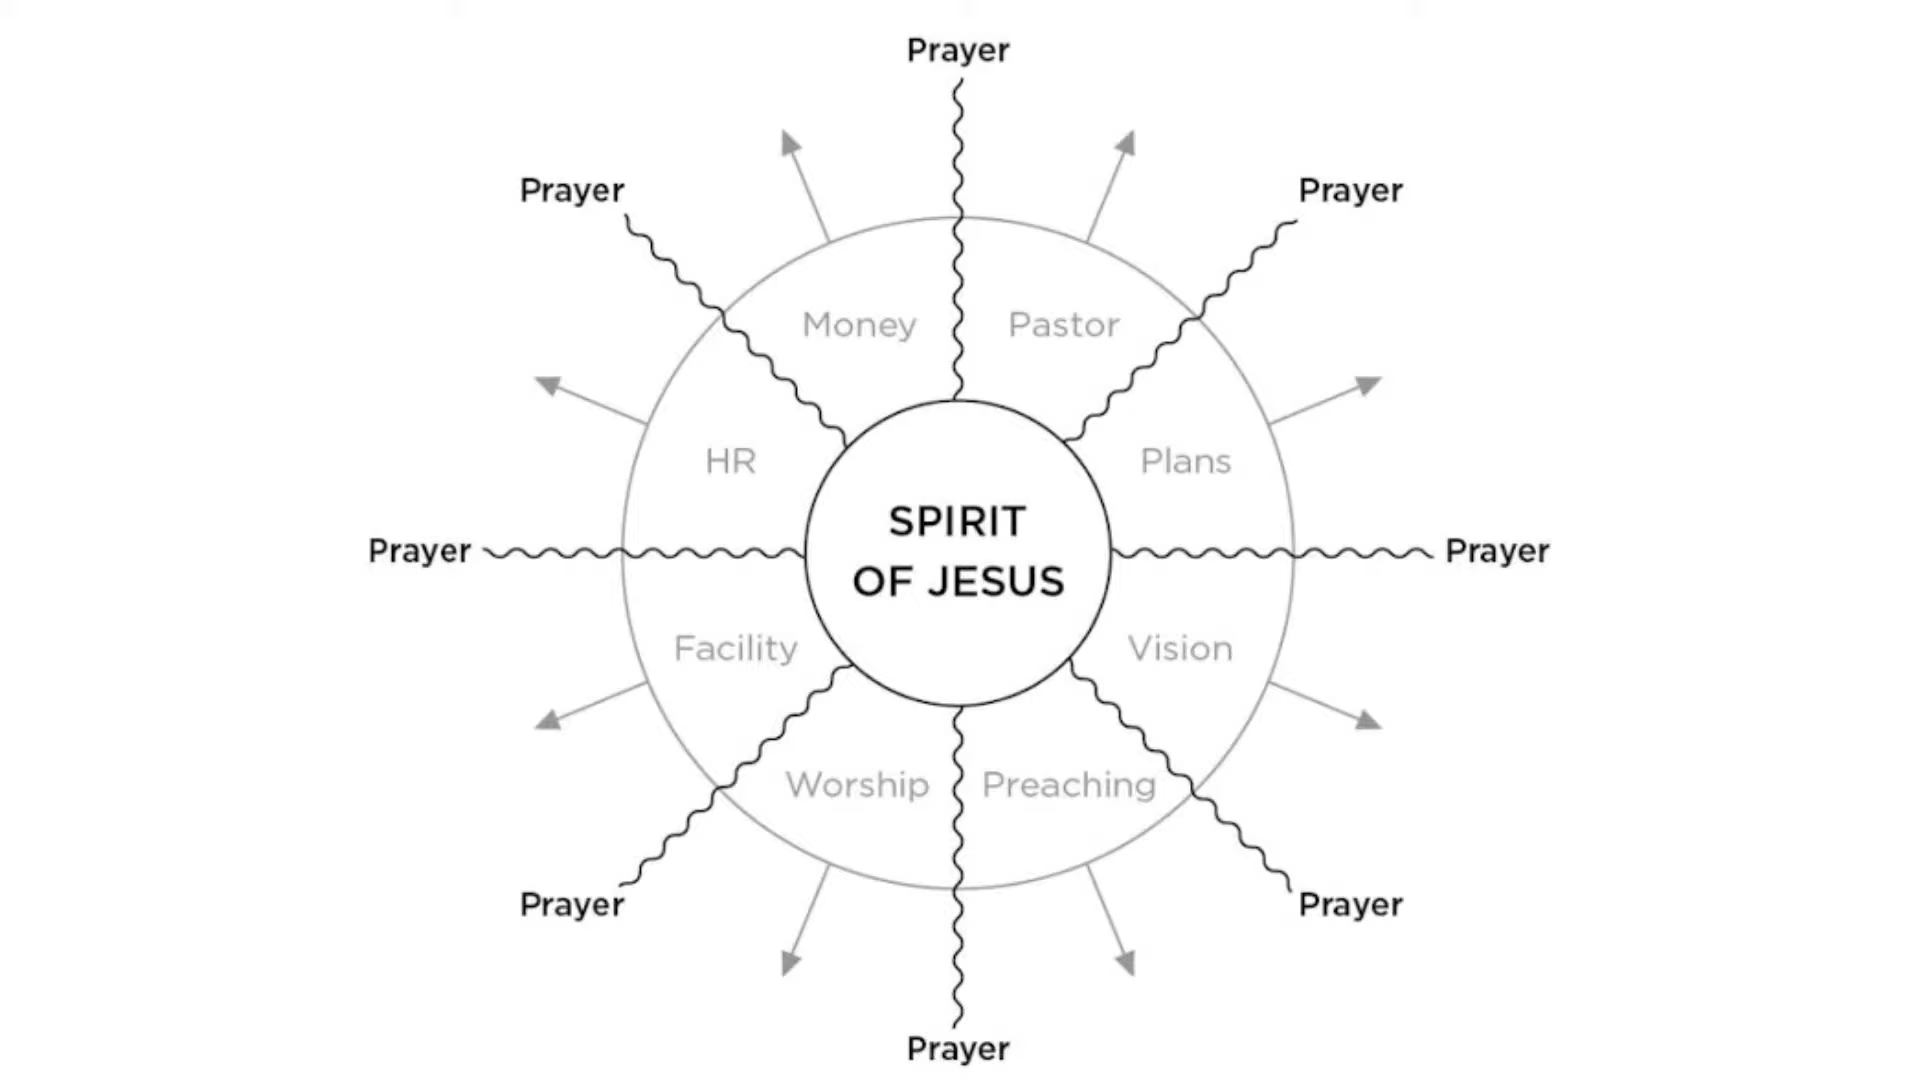 Prayer
Prayer
Prayer
Money
Pastor
HR
Plans
SPIRIT
OF JESUS
Prayer
Prayer
Facility
Vision
Worship
Preaching
Prayer
Prayer
Prayer